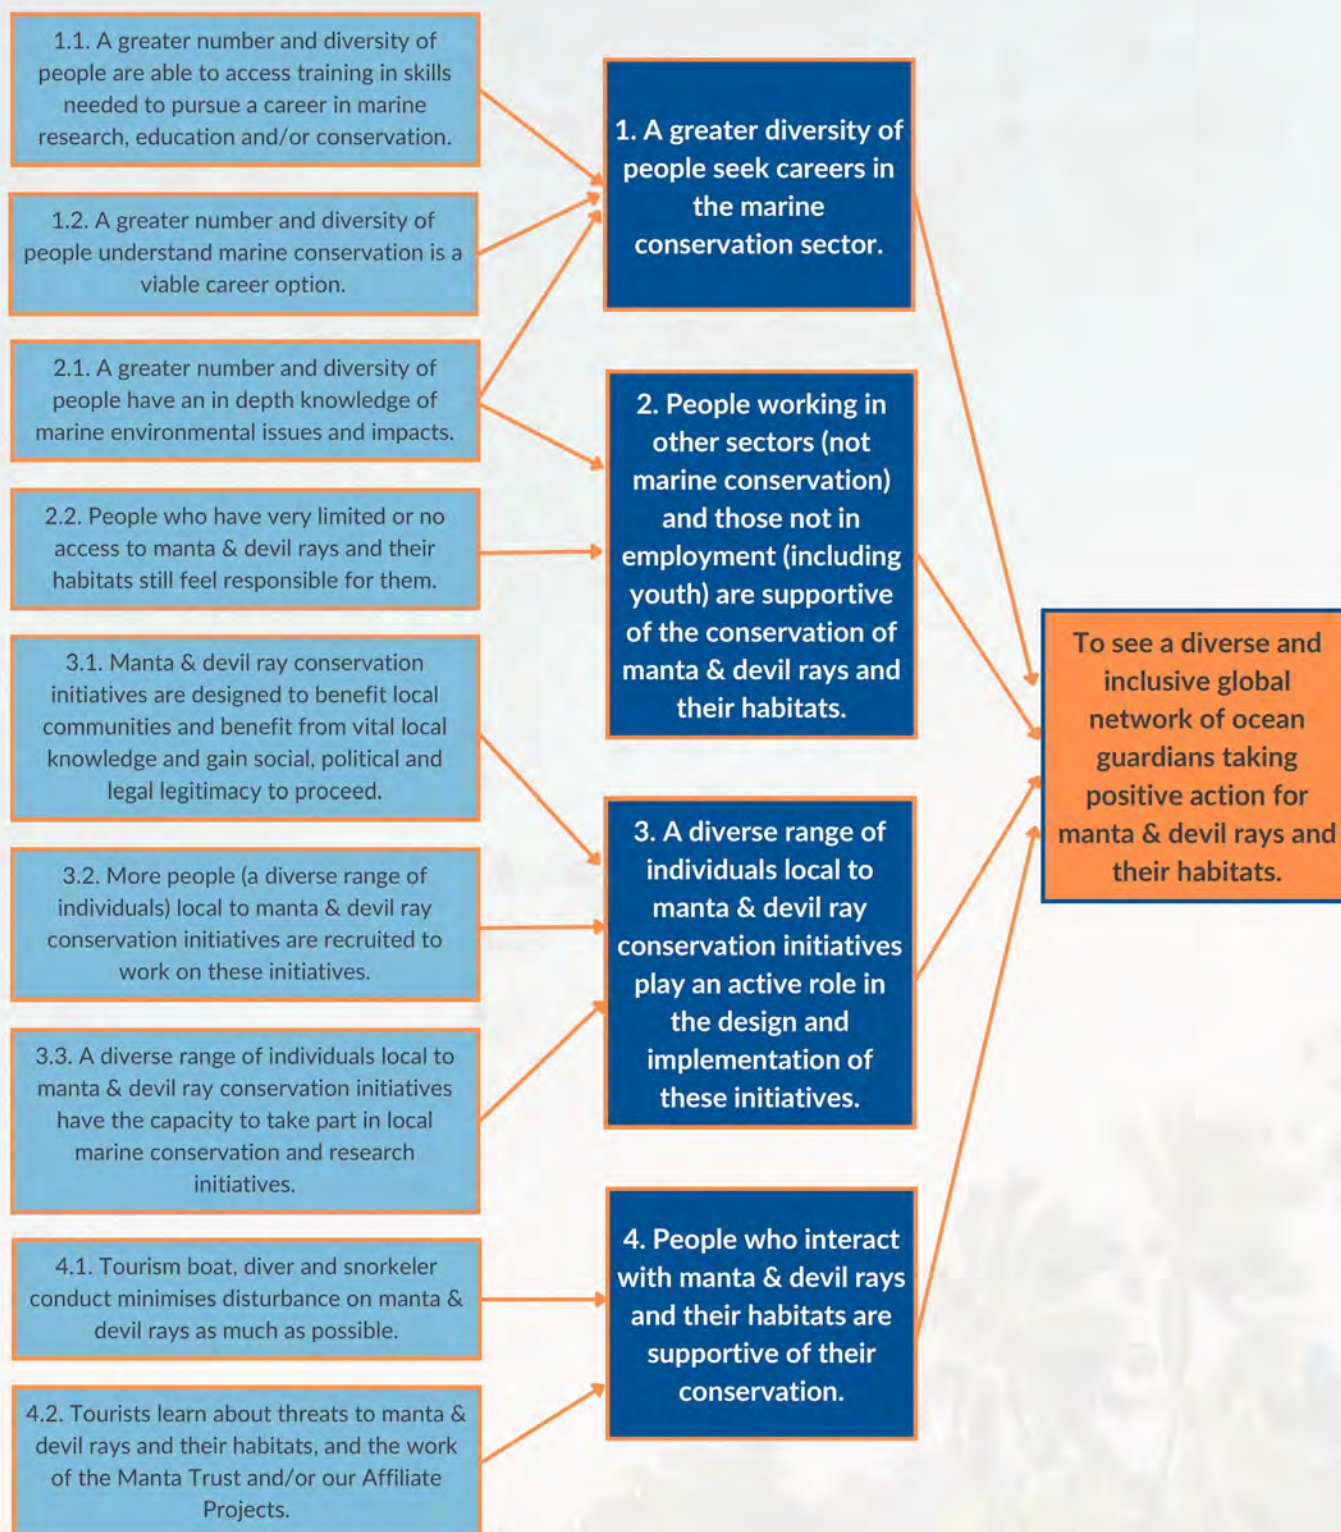 1.1. A greater number and diversity of
people are able to access training in skills
needed to pursue a career in marine
research, education and/or conservation.
1.2. A greater number and diversity of
people understand marine conservation is a
viable career option.
2.1. A greater number and diversity of
people have an in depth knowledge of
marine environmental issues and impacts.
2.2. People who have very limited or no
access to manta & devil rays and their
habitats still feel responsible for them.
3.1. Manta & devil ray conservation
initiatives are designed to benefit local
communities and benefit from vital local
knowledge and gain social, political and
legal legitimacy to proceed.
3.2. More people (a diverse range of
individuals) local to manta & devil ray
conservation initiatives are recruited to
work on these initiatives.
3.3. A diverse range of individuals local to
manta & devil ray conservation initiatives
have the capacity to take part in local
marine conservation and research
initiatives.
4.1. Tourism boat, diver and snorkeler
conduct minimises disturbance on manta &
devil rays as much as possible.
4.2. Tourists learn about threats to manta &
devil rays and their habitats, and the work
of the Manta Trust and/or our Affiliate
Projects.
1. A greater diversity of
people seek careers in
the marine
conservation sector.
2. People working in
other sectors (not
marine conservation)
and those not in
employment (including
youth) are supportive
of the conservation of
manta & devil rays and
their habitats.
3. A diverse range of
individuals local to
manta & devil ray
conservation initiatives
play an active role in
the design and
implementation of
these initiatives.
4. People who interact
with manta & devil rays
and their habitats are
supportive of their
conservation.
To see a diverse and
inclusive global
network of ocean
guardians taking
positive action for
manta & devil rays and
their habitats.